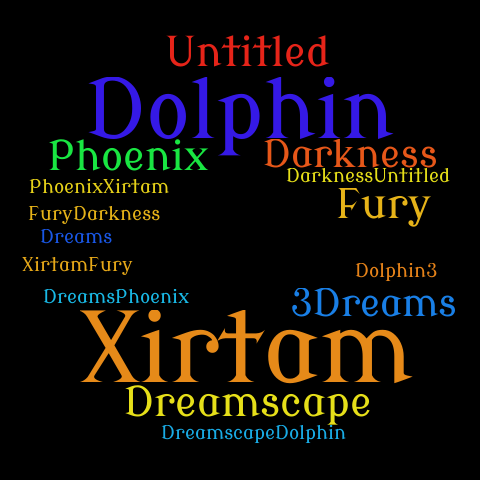 Untitled
Dolphin
Phoenix
Darkness
DarknessUntitled
PhoenixXirtam
Fury
FuryDarkness
Dreams
XirtamFury
Dolphin3
DreamsPhoenix
3Dreams
Xirtam
Dreamscape
DreamscapeDolphin